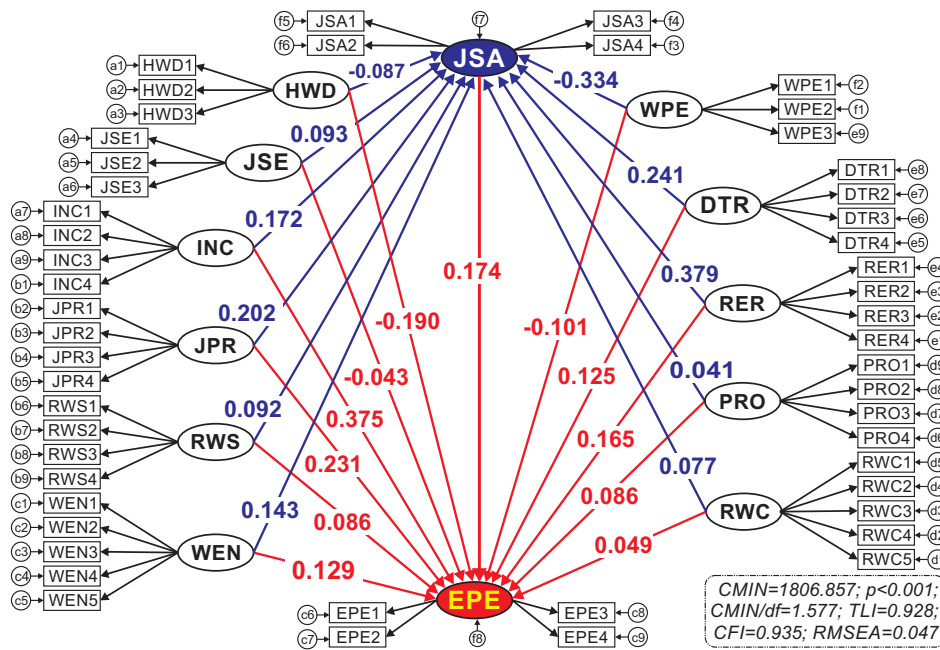 f5 JSA1 f7 JSA3 f4
f6 JSA2 JSA JSA4 f3
a1 HWD1
a2 HWD2 HWD -0.087 -0.334 WPE WPE1 f2
a3 HWD3 WPE2 f1
WPE3 e9
a4 JSE1
a5 JSE2 JSE 0.093
a6 JSE3
0.241 DTR DTR1 e8
DTR2 e7
DTR3 e6
DTR4 e5
a7 INC1
a8 INC2 INC 0.172
a9 INC3
b1 INC4
0.174
0.379 RER RER1 e4
RER2 e3
RER3 e2
RER4 e1
b2 JPR1
b3 JPR2 JPR 0.202 -0.190 -0.101
b4 JPR3
b5 JPR4
-0.043 0.125 0.041 PRO PRO1 d9
PRO2 d8
PRO3 d7
PRO4 d6
b6 RWS1
b7 RWS2 RWS 0.092 0.375 0.165
b8 RWS3
b9 RWS4
0.231 0.077 RWC RWC1 d5
RWC2 d4
RWC3 d3
RWC4 d2
RWC5
c1 WEN1
c2 WEN2 WEN 0.143 0.086 0.086
c3 WEN3
c4 WEN4
c5 WEN5
0.129 0.049
c6 EPE1 EPE EPE3 c8
c7 EPE2 f8 EPE4 c9
CMIN=1806.857; p<0.001;
CMIN/df=1.577; TLI=0.928;
CFI=0.935; RMSEA=0.047